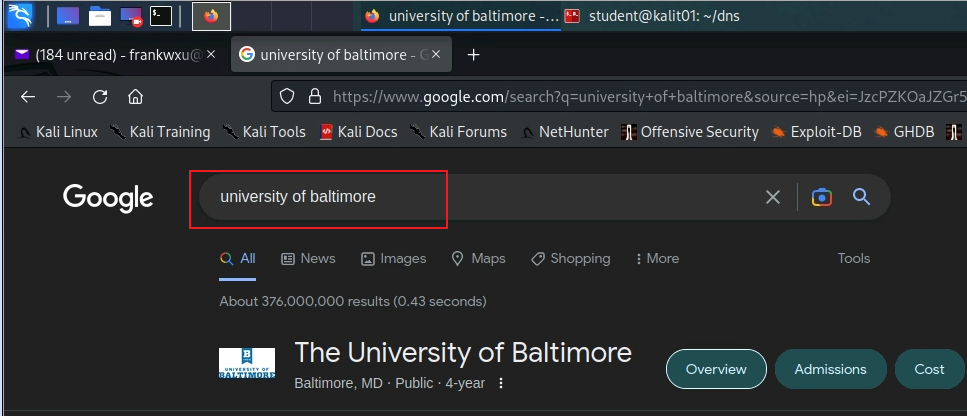 university of baltimore -...
student@kalit01: ~/dns
(184 unread) - frankwxu@
university of baltimore - G
https://www.google.com/search?q=university+of+baltimore&source=hp&ei=JzcPZKOaJZGr5
Kali Linux Kali Training Kali Tools Kali Docs Kali Forums NetHunter Offensive Security Exploit-DB GHDB
Google
university of baltimore
All News Images Maps Shopping More Tools
About 376,000,000 results (0.43 seconds)
B
UNIVERSITY OF
BALTIMORE
The University of Baltimore
Baltimore, MD · Public · 4-year
Overview Admissions Cost